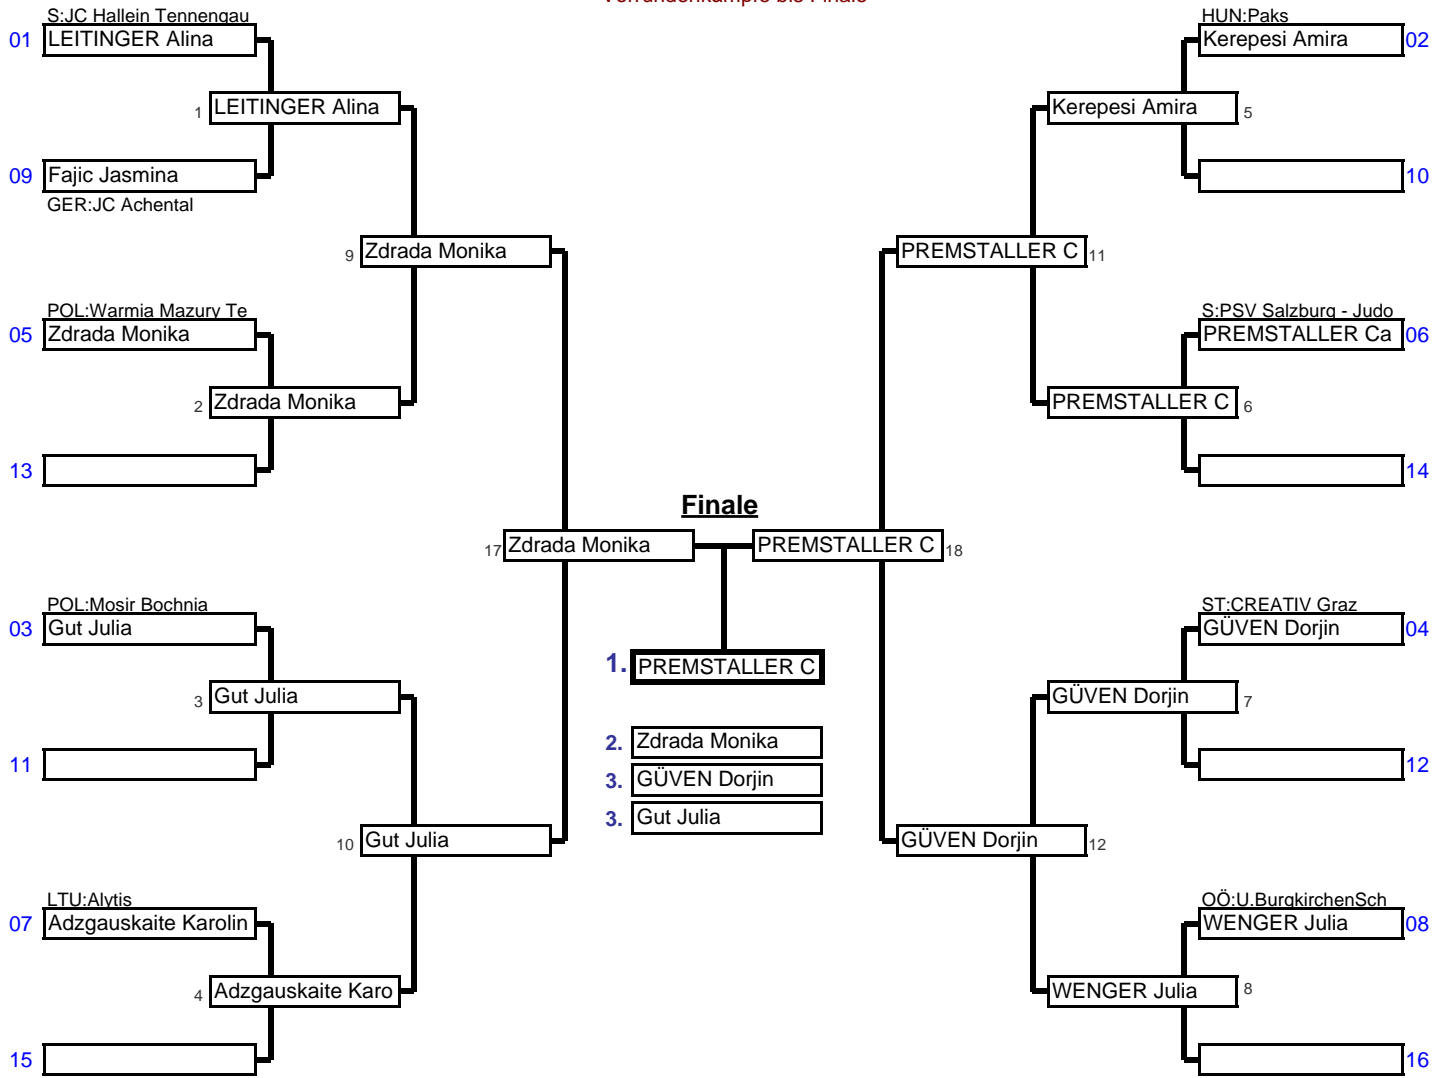 Vorrundenkämpfe bis Finale
S:JC Hallein Tennengau
01 LEITINGER Alina
1 LEITINGER Alina
09 Fajic Jasmina
GER:JC Achental
9 Zdrada Monika
POL:Warmia Mazury Te
05 Zdrada Monika
2 Zdrada Monika
13
17 Zdrada Monika
POL:Mosir Bochnia
03 Gut Julia
3 Gut Julia
11
10 Gut Julia
LTU:Alytis
07 Adzgauskaite Karolin
4 Adzgauskaite Karo
15
Finale
1. PREMSTALLER C
2. Zdrada Monika
3. GÜVEN Dorjin
3. Gut Julia
HUN:Paks
Kerepesi Amira 02
Kerepesi Amira 5
10
PREMSTALLER C 11
S:PSV Salzburg - Judo
PREMSTALLER Ca 06
PREMSTALLER C 6
14
PREMSTALLER C 18
ST:CREATIV Graz
GÜVEN Dorjin 04
GÜVEN Dorjin 7
12
GÜVEN Dorjin 12
OÖ:U.BurgkirchenSch
WENGER Julia 08
WENGER Julia 8
16